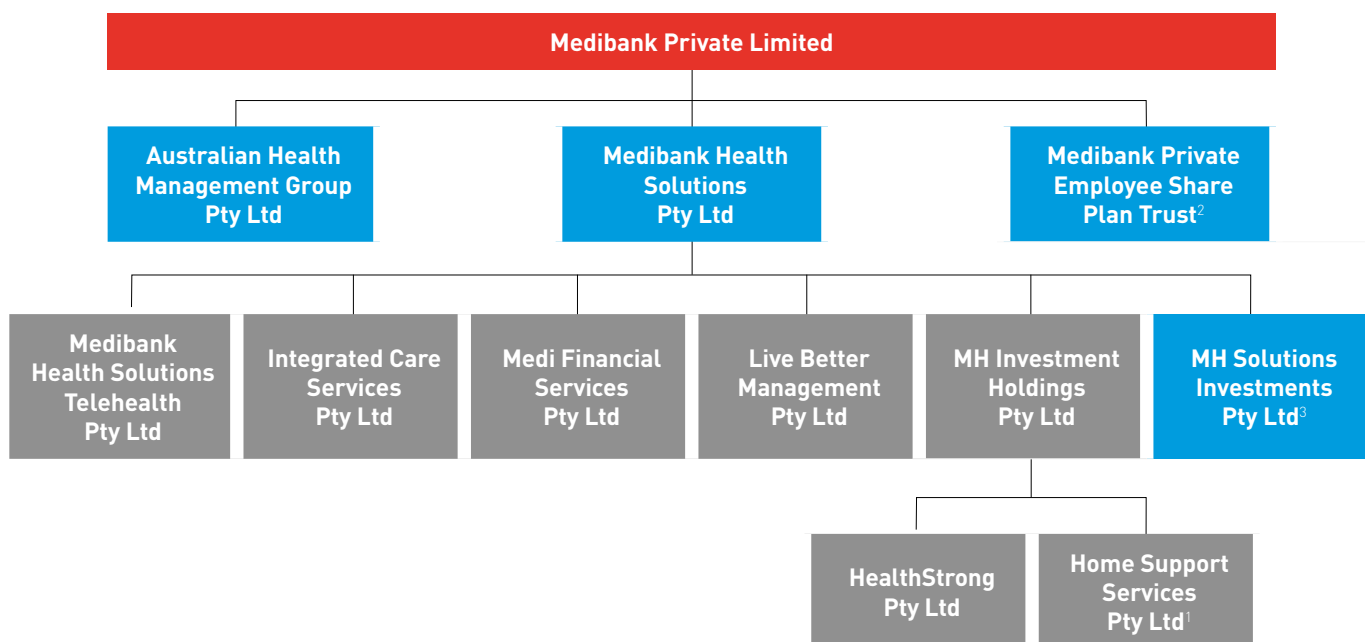 Medibank Private Limited
Australian Health
Management Group
Pty Ltd
Medibank Health
Solutions
Pty Ltd
Medibank Private
Employee Share
Plan Trust²
Medibank
Health Solutions
Telehealth
Pty Ltd
Integrated Care
Services
Pty Ltd
Medi Financial
Services
Pty Ltd
Live Better
Management
Pty Ltd
MH Investment
Holdings
Pty Ltd
MH Solutions
Investments
Pty Ltd³
HealthStrong
Pty Ltd
Home Support
Services
Pty Ltd¹